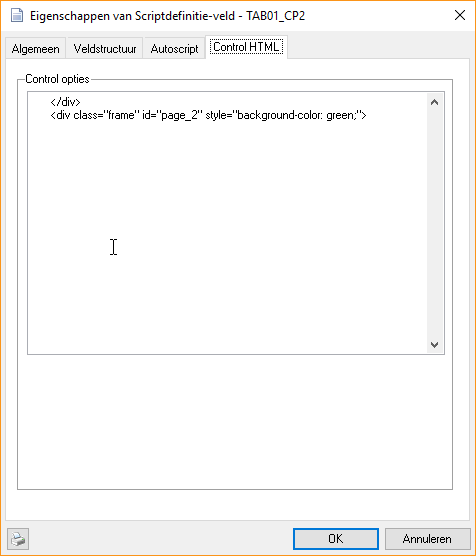 Eigenschappen van Scriptdefinitie-veld - TAB01_CP2
Algemeen Veldstructuur Autoscript Control HTML
Control opties
</div>
<div class="frame" id="page_2" style="background-color: green;">
OK Annuleren